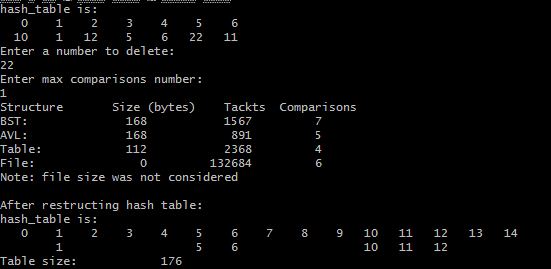 hash_table is:
0 1 2 3 4 5 6
10 1 12 5 6 22 11
Enter a number to delete:
22
Enter max comparisons number:
1
Structure Size (bytes) Tackts Comparisons
BST: 168 1567 7
AVL: 168 891 5
Table: 112 2368 4
File: 0 132684 6
Note: file size was not considered
After restructing hash table:
hash_table is:
0 1 2 3 4 5 6 7 8 9 10 11 12 13 14
1 5 6 10 11 12
Table size: 176